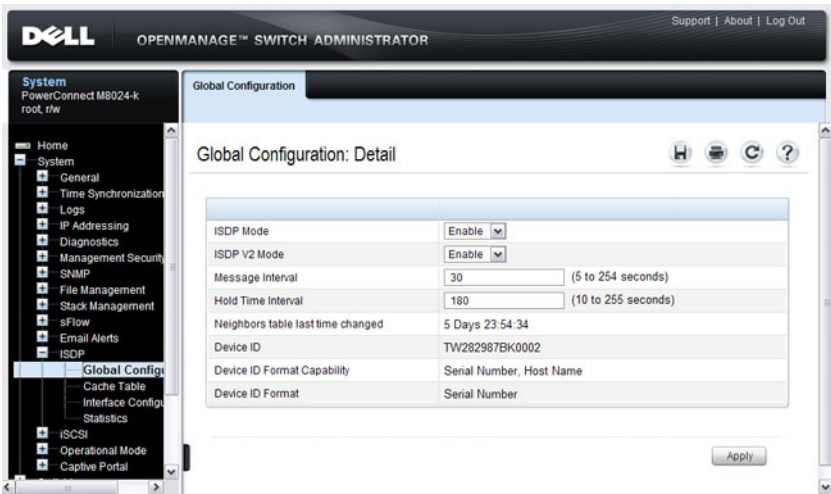 Support | About | Log Out
DELL OPENMANAGE™ SWITCH ADMINISTRATOR
System
PowerConnect M8024-k
root, r/w
Home
System
General
Time Synchronization
Logs
IP Addressing
Diagnostics
Management Security
SNMP
File Management
Stack Management
sFlow
Email Alerts
ISDP
Global Configu
Cache Table
Interface Configu
Statistics
iSCSI
Operational Mode
Captive Portal
Global Configuration
Global Configuration: Detail
ISDP Mode Enable
ISDP V2 Mode Enable
Message Interval 30 (5 to 254 seconds)
Hold Time Interval 180 (10 to 255 seconds)
Neighbors table last time changed 5 Days 23:54:34
Device ID TW282987BK0002
Device ID Format Capability Serial Number, Host Name
Device ID Format Serial Number
Apply